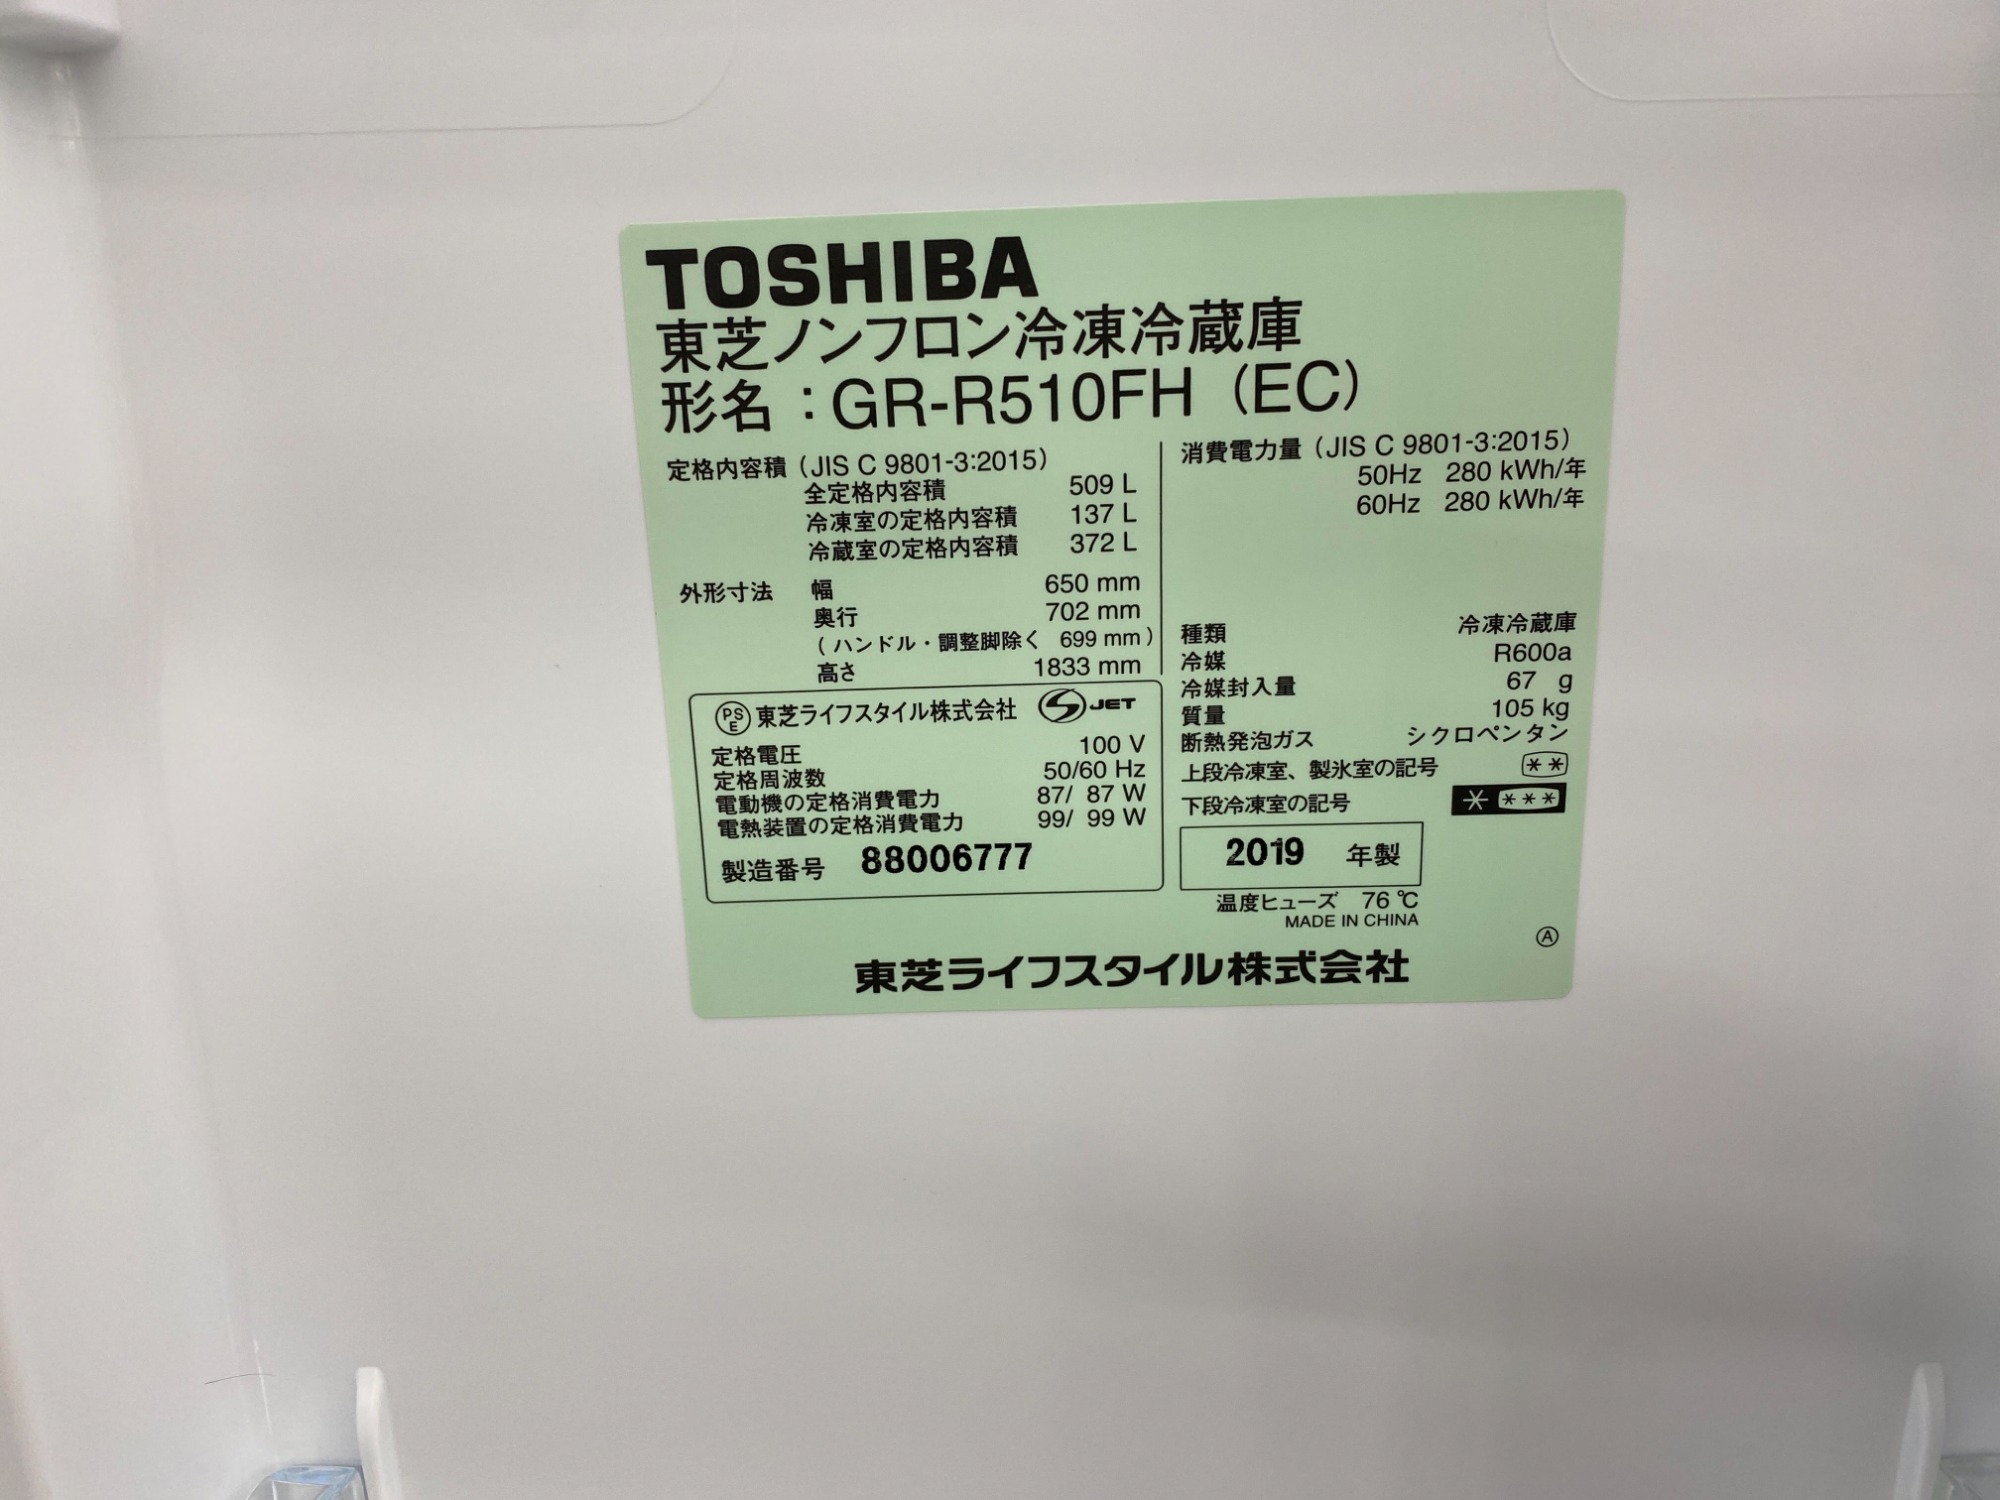 TOSHIBA
東芝ノンフロン冷凍冷蔵庫
形名：GR-R510FH（EC）
定格内容積（JIS C 9801-3:2015）
全定格内容積 509 L
冷凍室の定格内容積 137 L
冷蔵室の定格内容積 372 L
外形寸法 幅 650 mm
奥行 702 mm
（ハンドル・調整脚除く 699 mm）
高さ 1833 mm
PSE 東芝ライフスタイル株式会社 S JET
定格電圧 100 V
定格周波数 50/60 Hz
電動機の定格消費電力 87/ 87 W
電熱装置の定格消費電力 99/ 99 W
製造番号 88006777
消費電力量（JIS C 9801-3:2015）
50Hz 280 kWh/年
60Hz 280 kWh/年
種類 冷凍冷蔵庫
冷媒 R600a
冷媒封入量 67 g
質量 105 kg
断熱発泡ガス シクロペンタン
上段冷凍室、製氷室の記号 **
下段冷凍室の記号 * ***
2019 年製
温度ヒューズ 76 ℃
MADE IN CHINA
Ⓐ
東芝ライフスタイル株式会社